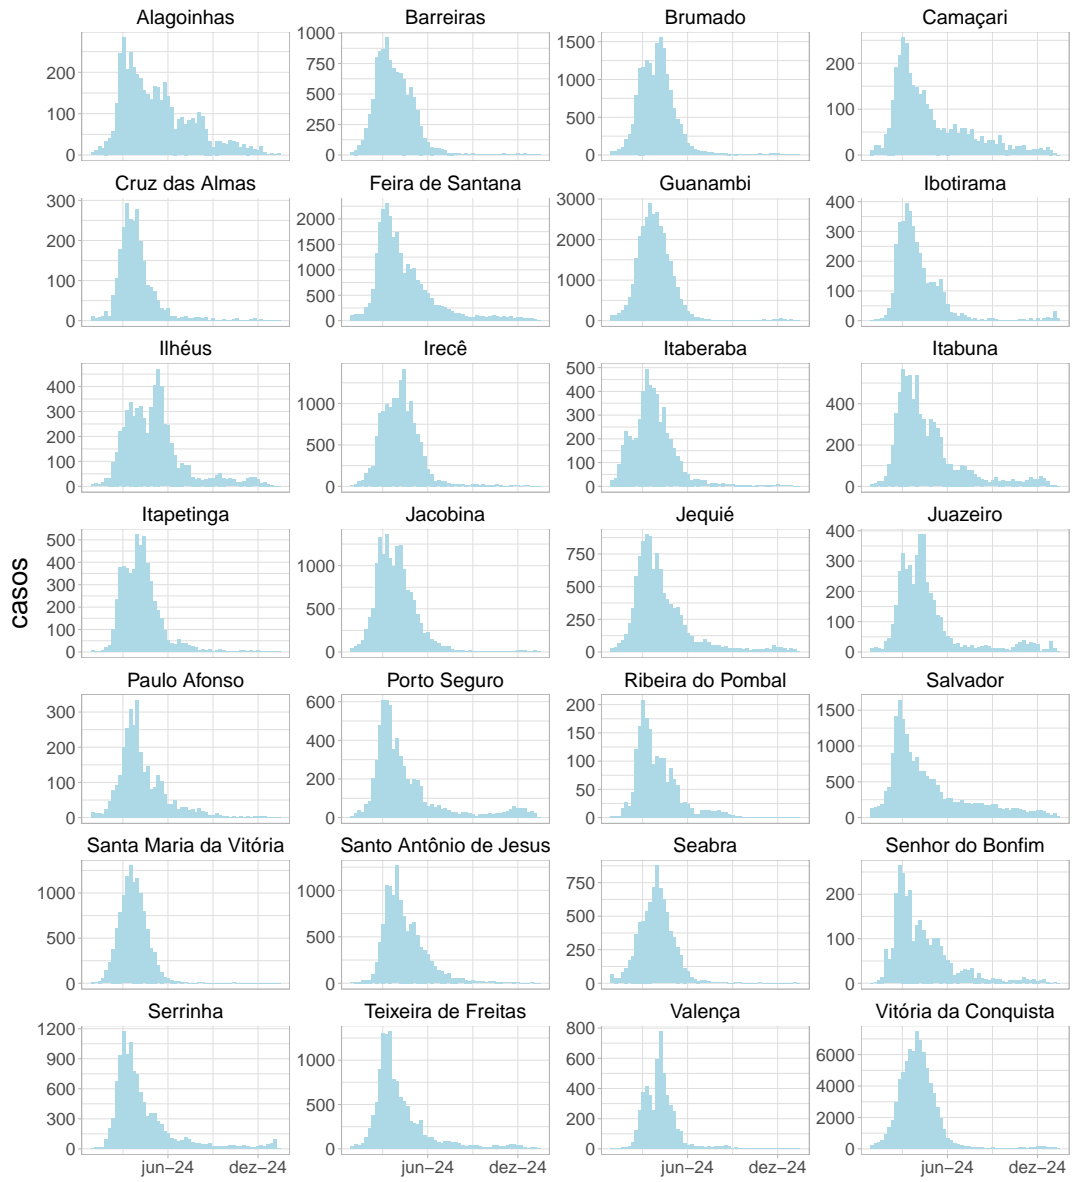 Alagoinhas Barreiras Brumado Camaçari
200 100 0
1000 750 500 250 0
1500 1000 500 0
200 100 0
Cruz das Almas Feira de Santana Guanambi Ibotirama
300 200 100 0
2000 1500 1000 500 0
3000 2000 1000 0
400 300 200 100 0
Ilhéus Irecê Itaberaba Itabuna
400 300 200 100 0
1000 500 0
500 400 300 200 100 0
400 200 0
casos
Itapetinga Jacobina Jequié Juazeiro
500 400 300 200 100 0
1000 500 0
750 500 250 0
400 300 200 100 0
Paulo Afonso Porto Seguro Ribeira do Pombal Salvador
300 200 100 0
600 400 200 0
200 150 100 50 0
1500 1000 500 0
Santa Maria da Vitória Santo Antônio de Jesus Seabra Senhor do Bonfim
1000 500 0
1000 500 0
750 500 250 0
200 100 0
Serrinha Teixeira de Freitas Valença Vitória da Conquista
1200 900 600 300 0
1000 500 0
800 600 400 200 0
6000 4000 2000 0
jun–24 dez–24 jun–24 dez–24 jun–24 dez–24 jun–24 dez–24